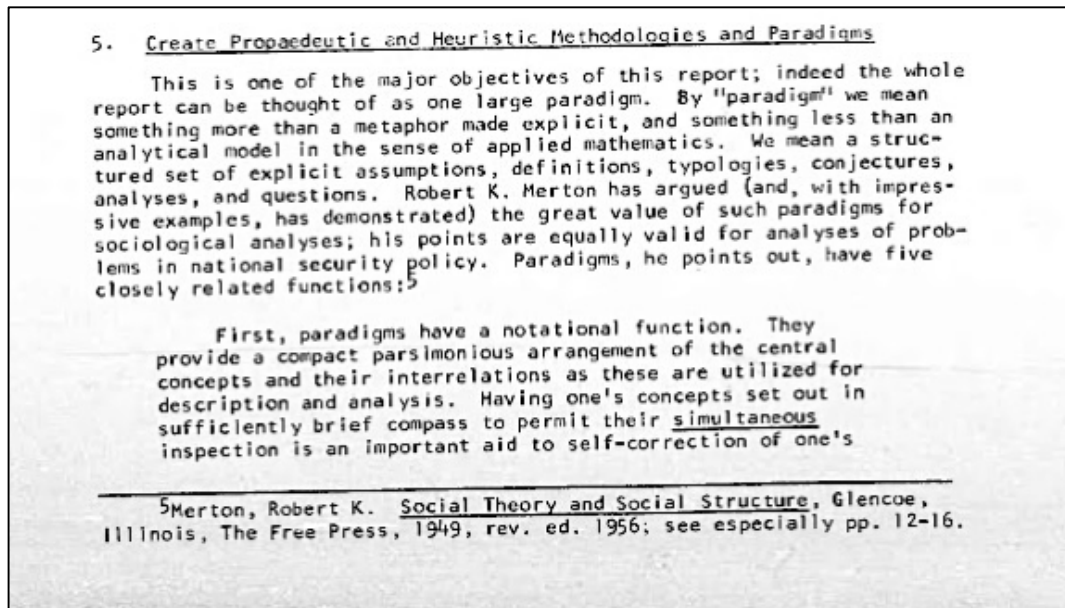 5. Create Propaedeutic and Heuristic Methodologies and Paradigms
This is one of the major objectives of this report; indeed the whole
report can be thought of as one large paradigm. By "paradigm" we mean
something more than a metaphor made explicit, and something less than an
analytical model in the sense of applied mathematics. We mean a struc-
tured set of explicit assumptions, definitions, typologies, conjectures,
analyses, and questions. Robert K. Merton has argued (and, with impres-
sive examples, has demonstrated) the great value of such paradigms for
sociological analyses; his points are equally valid for analyses of prob-
lems in national security policy. Paradigms, he points out, have five
closely related functions:5
First, paradigms have a notational function. They
provide a compact parsimonious arrangement of the central
concepts and their interrelations as these are utilized for
description and analysis. Having one's concepts set out in
sufficiently brief compass to permit their simultaneous
inspection is an important aid to self-correction of one's
5Merton, Robert K. Social Theory and Social Structure, Glencoe,
Illinois, The Free Press, 1949, rev. ed. 1956; see especially pp. 12-16.